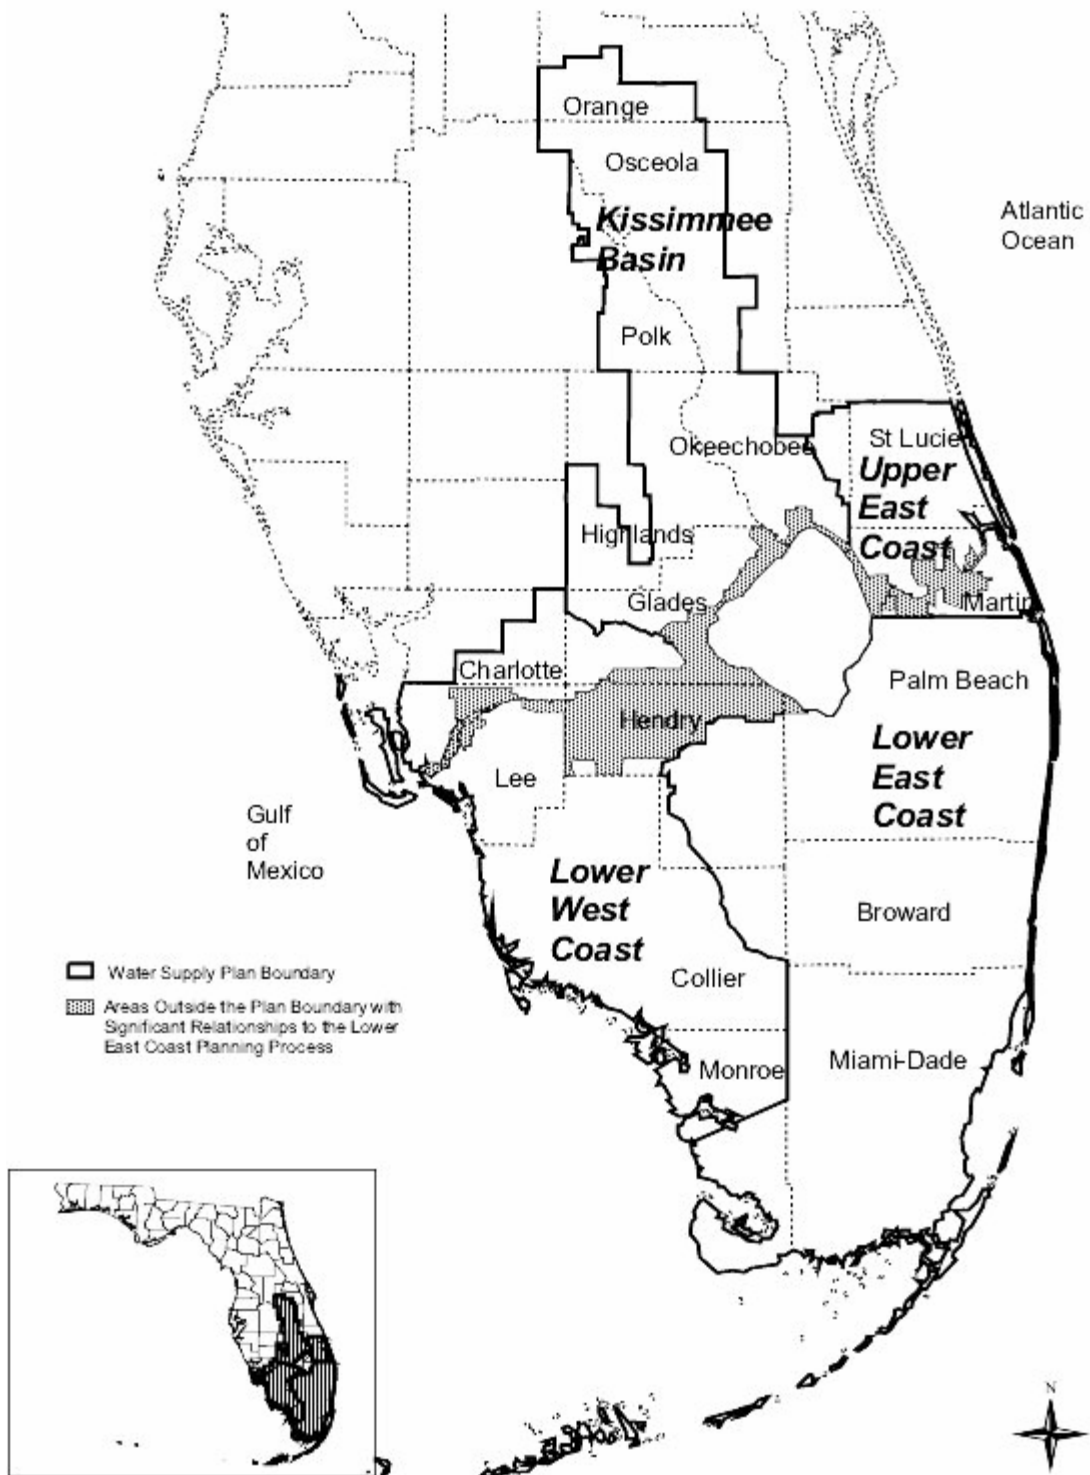 Orange
Osceola
Kissimmee
Basin
Atlantic
Ocean
Polk
Okeechobee
St Lucie
Upper
East
Coast
Highlands
Glades
Martin
Charlotte
Palm Beach
Hendry
Lower
East
Coast
Lee
Gulf
of
Mexico
Lower
West
Coast
Broward
Water Supply Plan Boundary
Collier
Areas Outside the Plan Boundary with
Significant Relationships to the Lower
East Coast Planning Process
Monroe
Miami-Dade
N